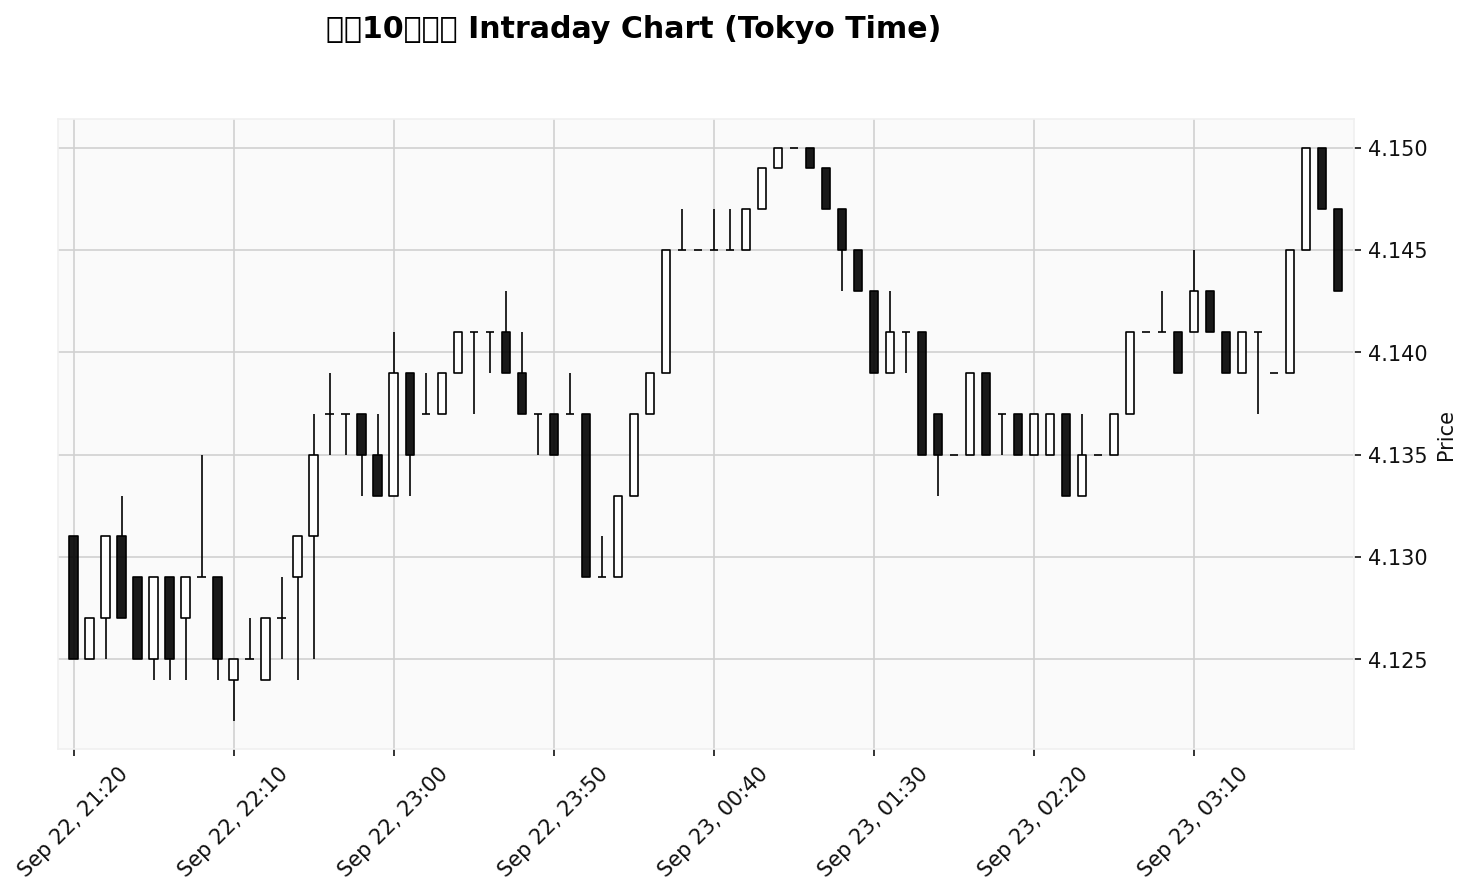 10 Intraday Chart (Tokyo Time)
4.150
4.145
4.140
4.135
4.130
4.125
Price
Sep 22, 21:20
Sep 22, 22:10
Sep 22, 23:00
Sep 22, 23:50
Sep 23, 00:40
Sep 23, 01:30
Sep 23, 02:20
Sep 23, 03:10